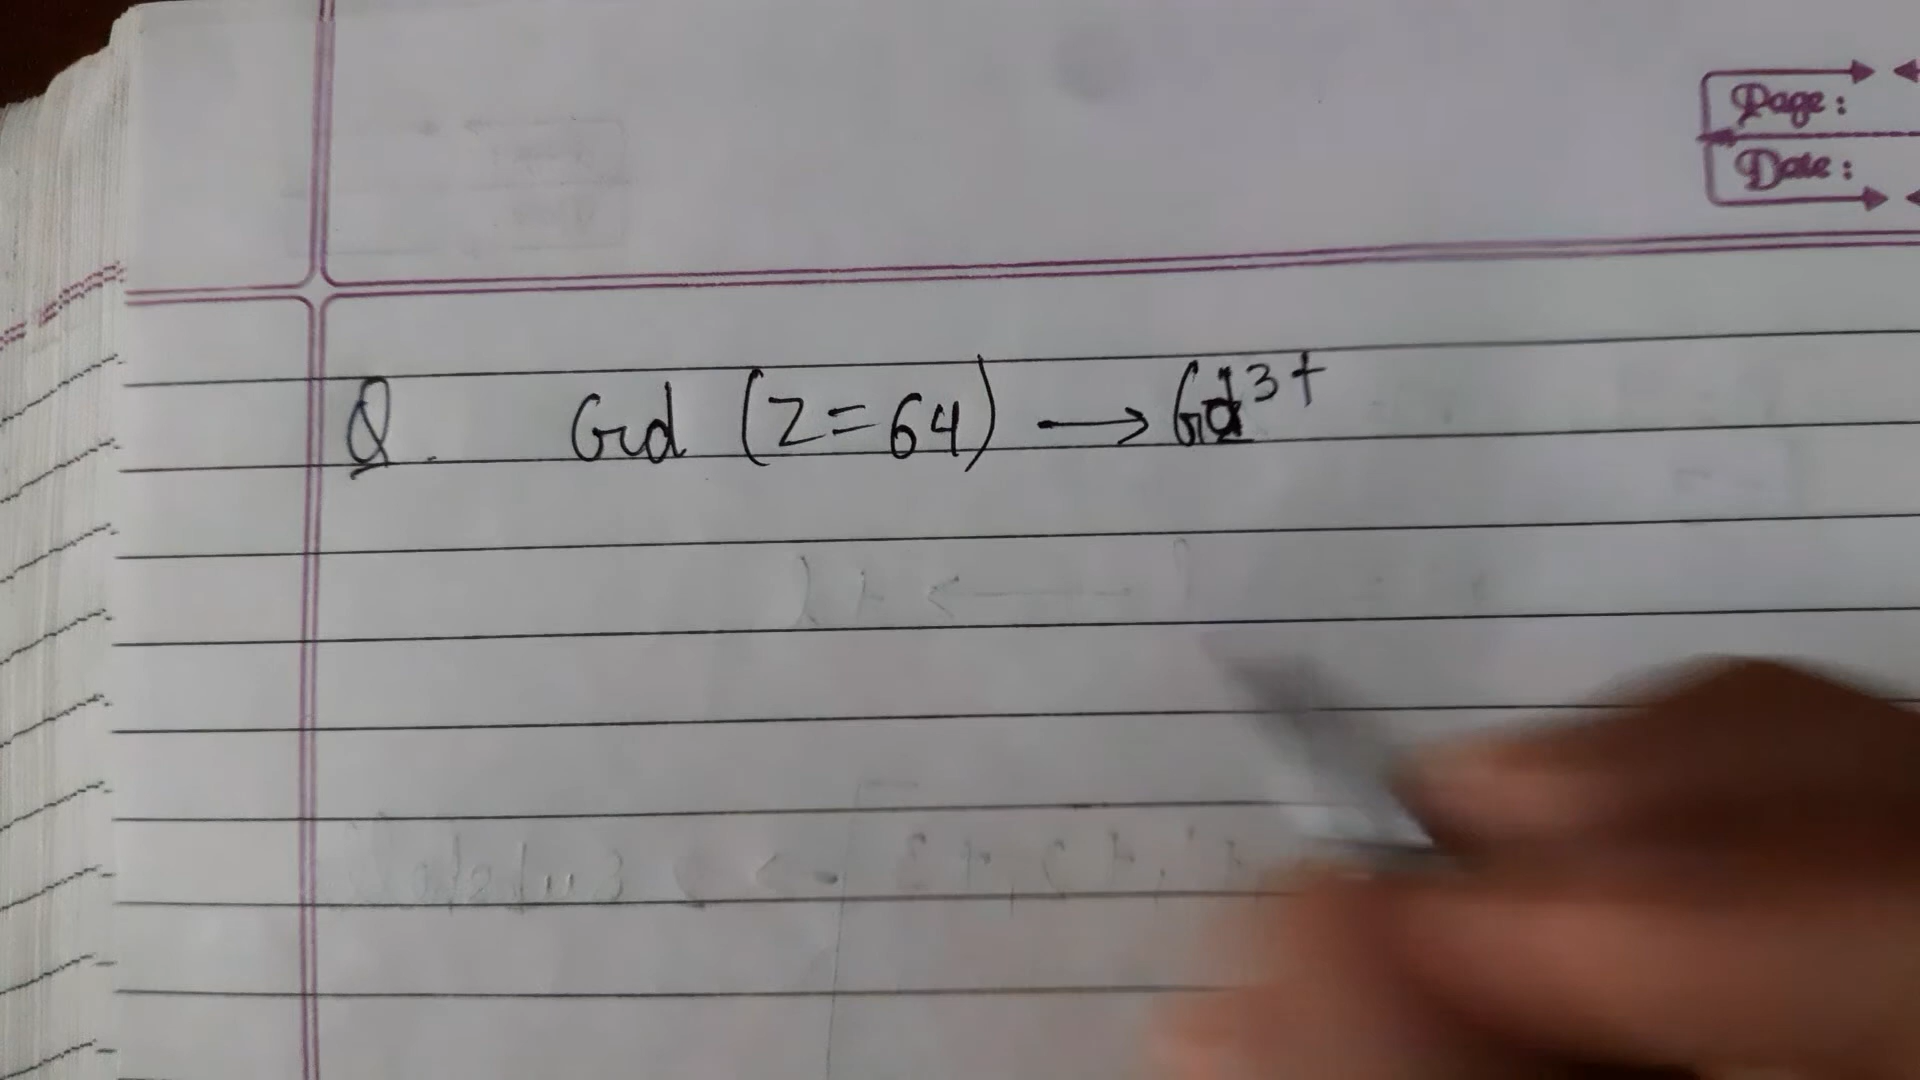 Page:
Date:
Q. Gd (Z=64) → Gd³⁺